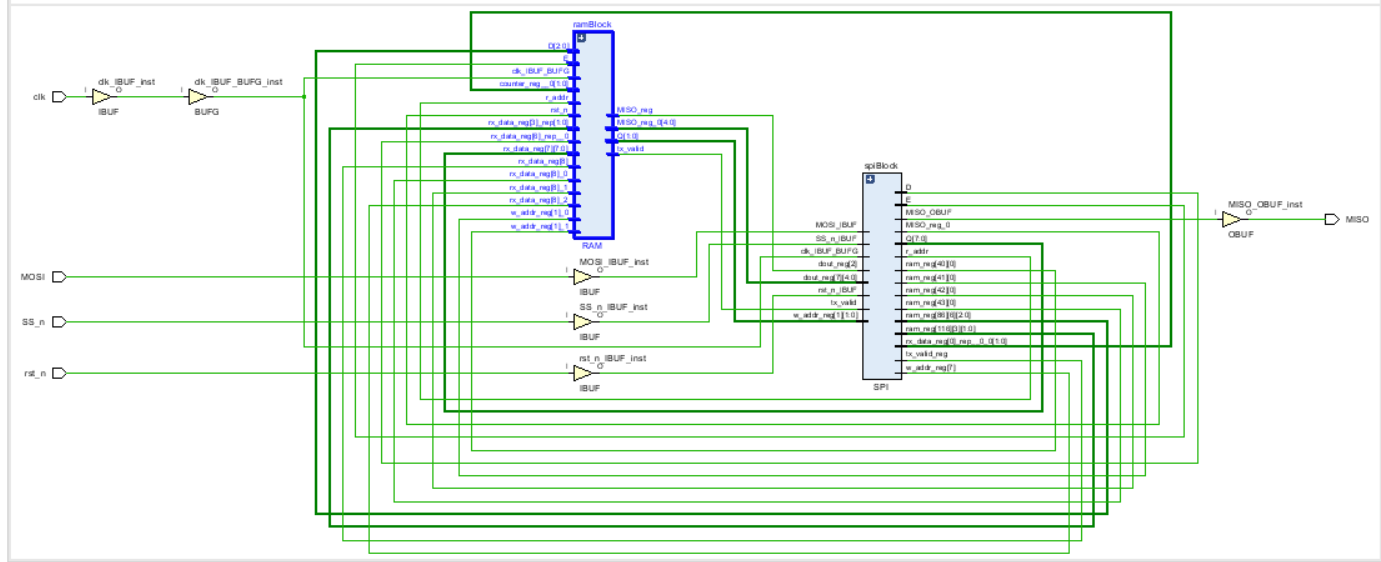 ramBlock
D[2:0]
E
clk_IBUF_BUFG
counter_reg__0[1:0]
r_addr
rst_n
rx_data_reg[3]_rep[1:0]
rx_data_reg[6]_rep__0
rx_data_reg[7][7:0]
rx_data_reg[8]
rx_data_reg[8]_0
rx_data_reg[8]_1
rx_data_reg[8]_2
w_addr_reg[1]_0
w_addr_reg[1]_1
MISO_reg
MISO_reg_0[4:0]
Q[1:0]
tx_valid
RAM
clk
clk_IBUF_inst
I
O
IBUF
clk_IBUF_BUFG_inst
I
O
BUFG
MOSI
MOSI_IBUF_inst
I
O
IBUF
SS_n
SS_n_IBUF_inst
I
O
IBUF
rst_n
rst_n_IBUF_inst
I
O
IBUF
spiBlock
MOSI_IBUF
SS_n_IBUF
clk_IBUF_BUFG
dout_reg[2]
dout_reg[7][4:0]
rst_n_IBUF
tx_valid
w_addr_reg[1][1:0]
D
E
MISO_OBUF
MISO_reg_0
Q[7:0]
r_addr
ram_reg[40][0]
ram_reg[41][0]
ram_reg[42][0]
ram_reg[43][0]
ram_reg[86][6][2:0]
ram_reg[118][3][1:0]
rx_data_reg[0]_rep__0_0[1:0]
tx_valid_reg
w_addr_reg[7]
SPI
MISO_OBUF_inst
I
O
OBUF
MISO